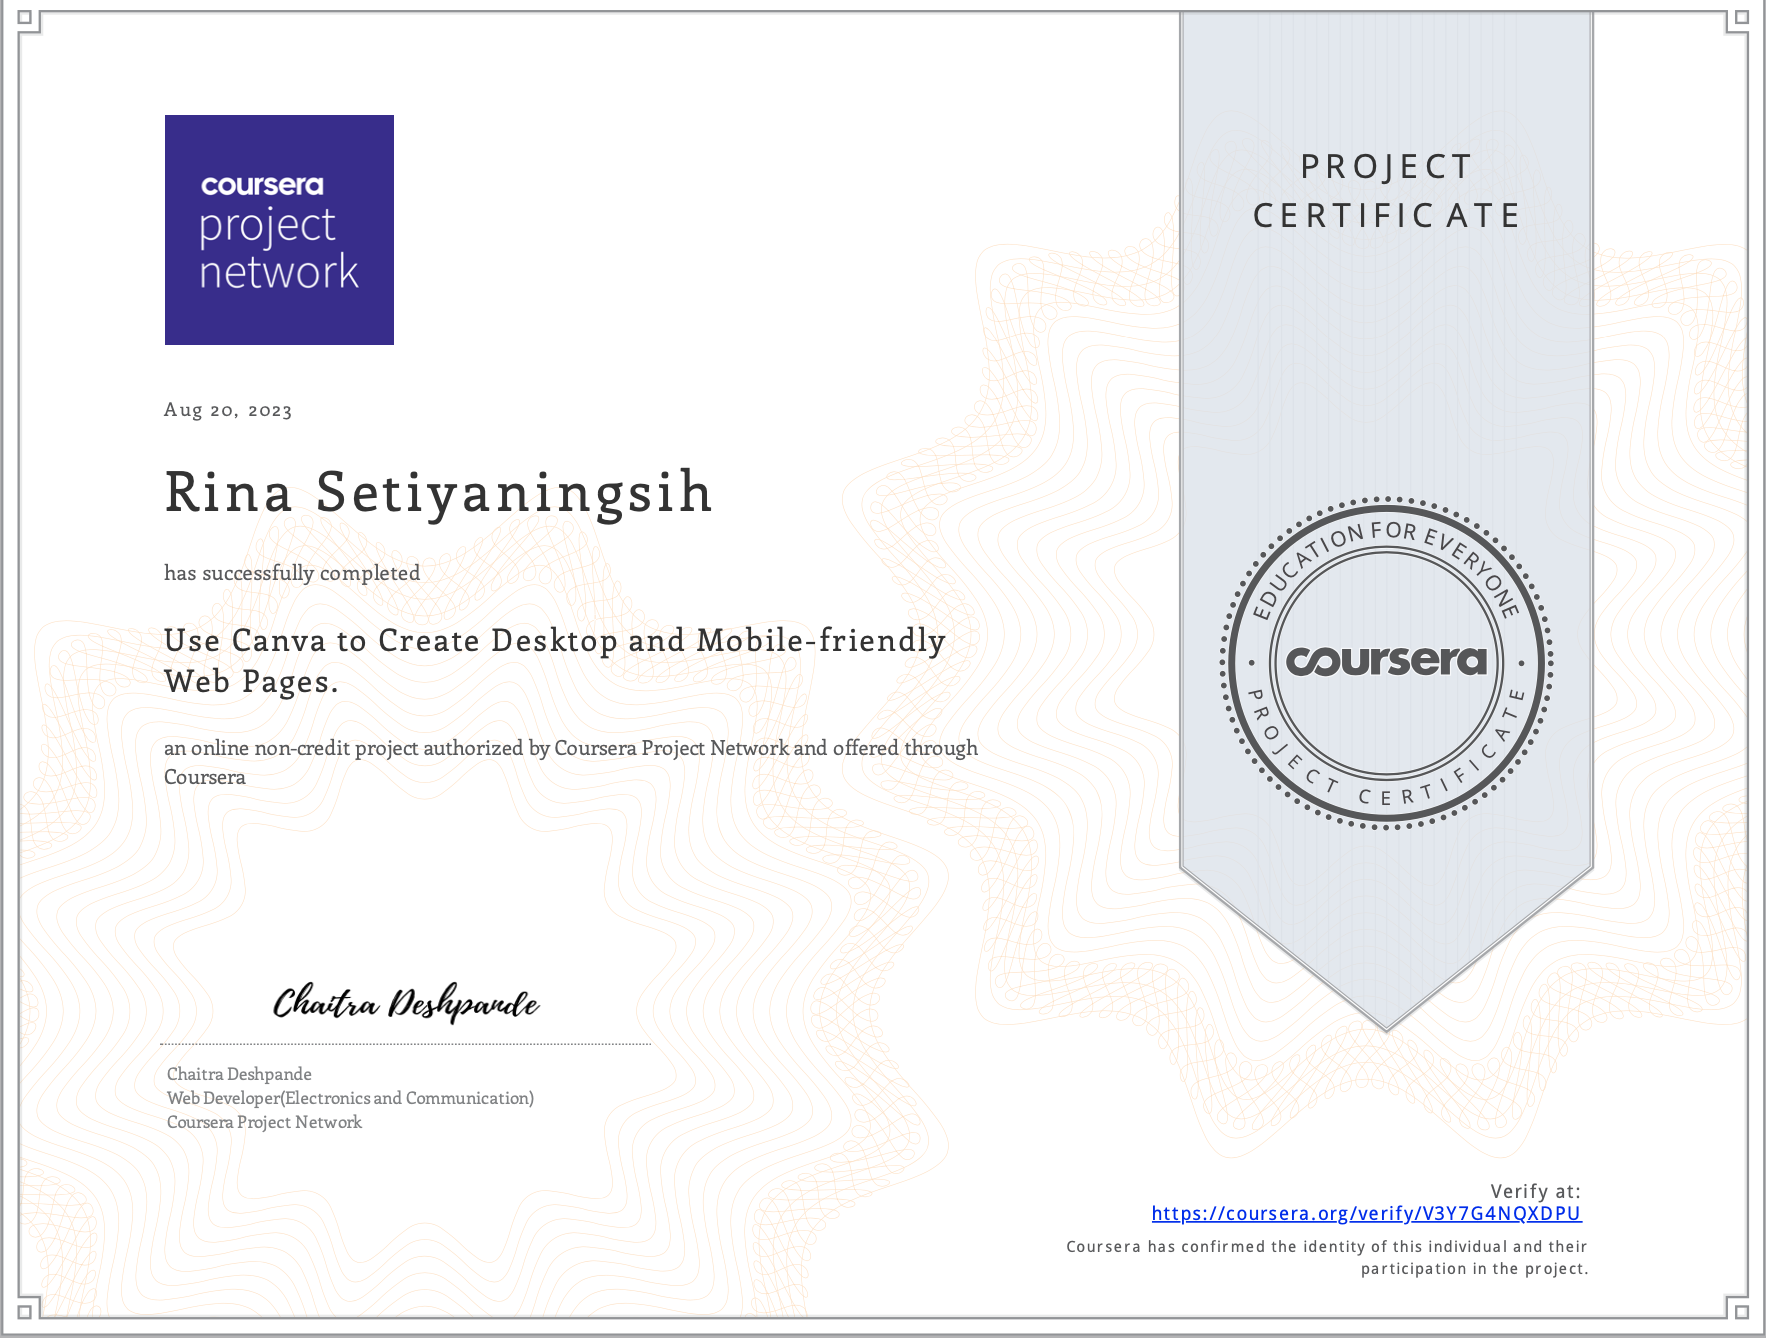 coursera
project
network
PROJECT
CERTIFICATE
Aug 20, 2023
Rina Setiyaningsih
has successfully completed
Use Canva to Create Desktop and Mobile-friendly
Web Pages.
an online non-credit project authorized by Coursera Project Network and offered through
Coursera
EDUCATION FOR EVERYONE
coursera
PROJECT CERTIFICATE
Chaitra Deshpande
Chaitra Deshpande
Web Developer(Electronics and Communication)
Coursera Project Network
Verify at:
https://coursera.org/verify/V3Y7G4NQXDPU
Coursera has confirmed the identity of this individual and their
participation in the project.